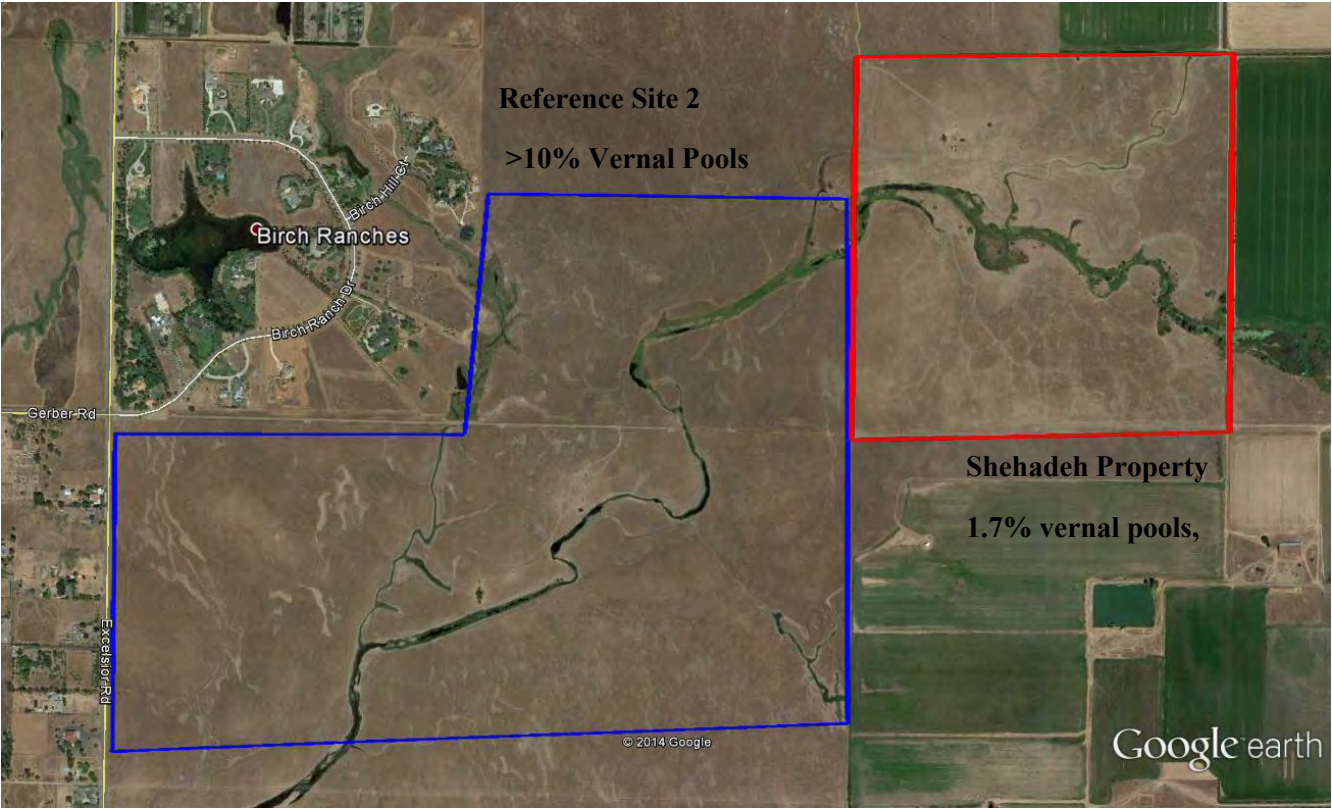 Reference Site 2
>10% Vernal Pools
Birch Hill Ct
Birch Ranches
Birch Ranch Dr
Gerber Rd
Shehadeh Property
1.7% vernal pools,
Excelsior Rd
© 2014 Google
Google earth